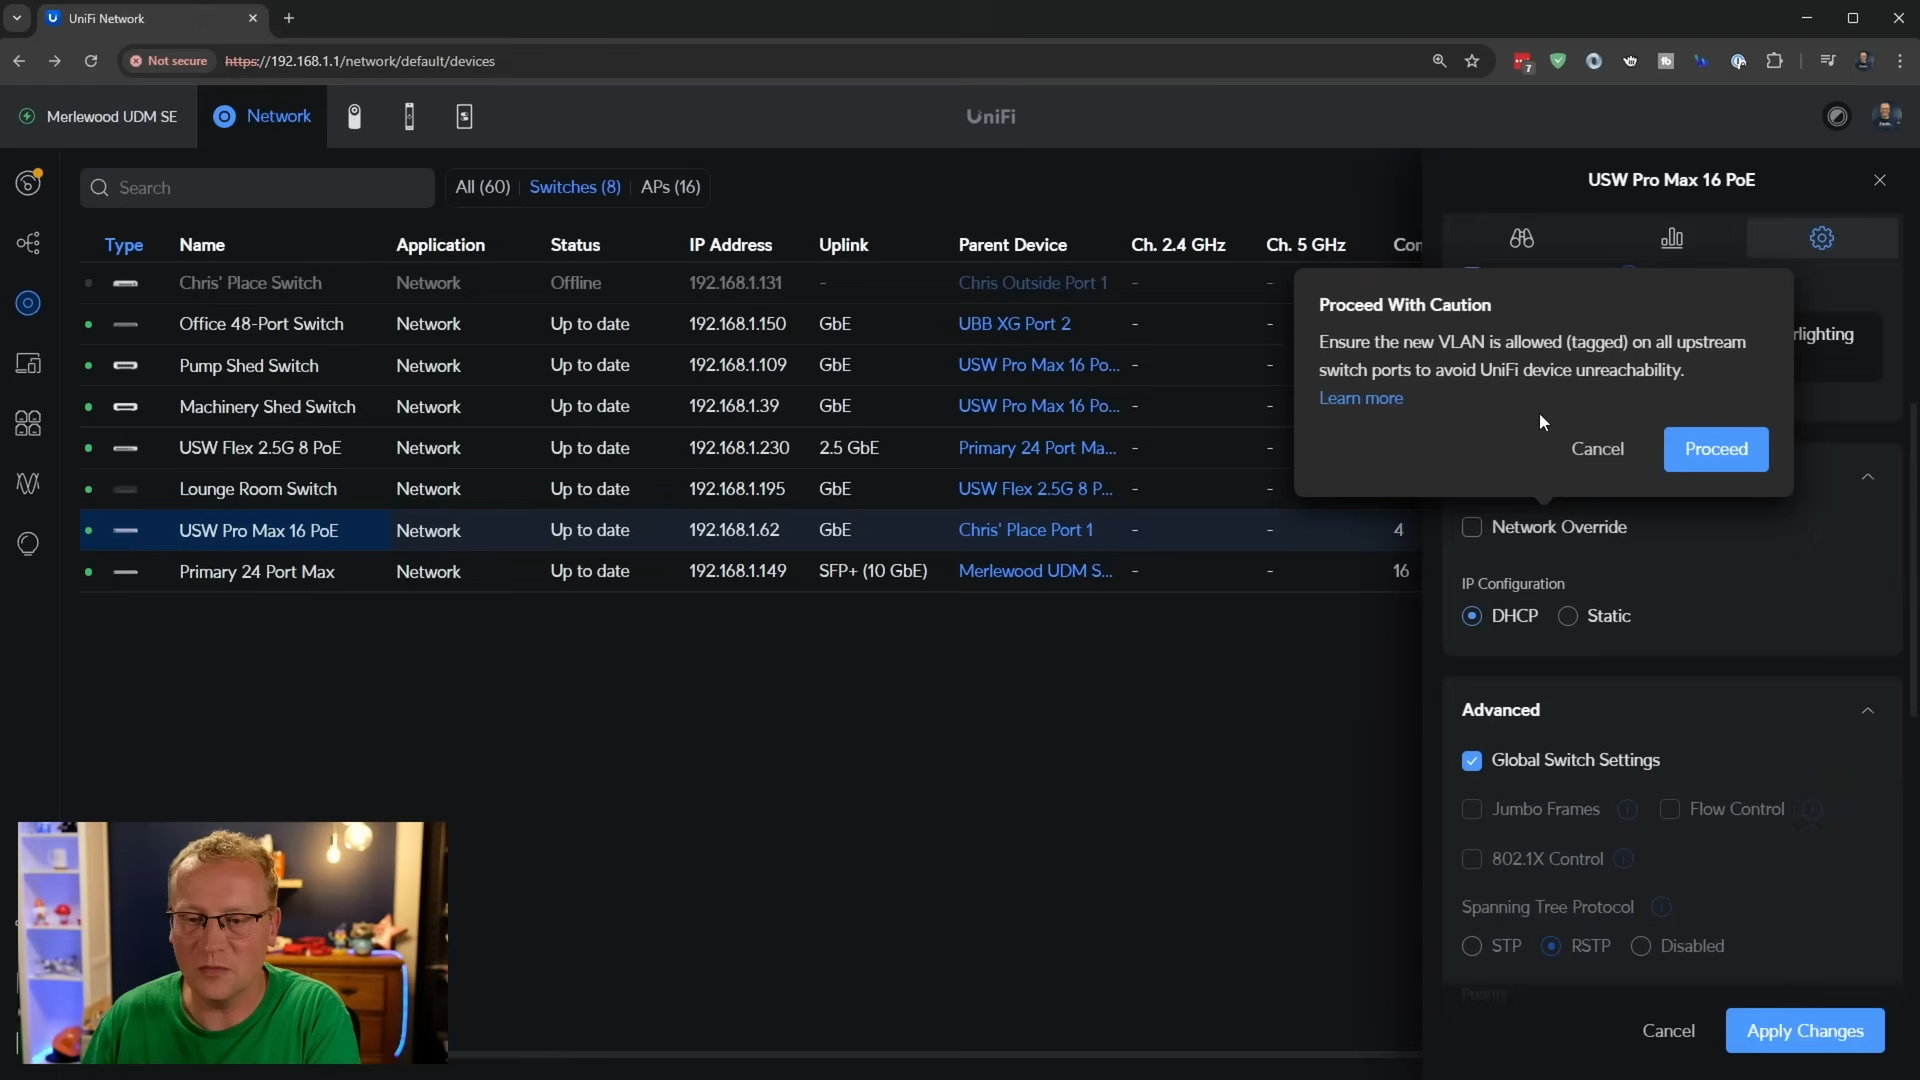 UniFi Network
Not secure
https://192.168.1.1/network/default/devices
7
Merlewood UDM SE
Network
UniFi
Search
All (60)
Switches (8)
APs (16)
USW Pro Max 16 PoE
Type Name Application Status IP Address Uplink Parent Device Ch. 2.4 GHz Ch. 5 GHz
Chris' Place Switch Network Offline 192.168.1.131 - Chris Outside Port 1 - -
Office 48-Port Switch Network Up to date 192.168.1.150 GbE UBB XG Port 2 - -
Pump Shed Switch Network Up to date 192.168.1.109 GbE USW Pro Max 16 Po... - -
Machinery Shed Switch Network Up to date 192.168.1.39 GbE USW Pro Max 16 Po... - -
USW Flex 2.5G 8 PoE Network Up to date 192.168.1.230 2.5 GbE Primary 24 Port Ma... - -
Lounge Room Switch Network Up to date 192.168.1.195 GbE USW Flex 2.5G 8 P... - -
USW Pro Max 16 PoE Network Up to date 192.168.1.62 GbE Chris' Place Port 1 - - 4
Primary 24 Port Max Network Up to date 192.168.1.149 SFP+ (10 GbE) Merlewood UDM S... - - 16
Proceed With Caution
Ensure the new VLAN is allowed (tagged) on all upstream
switch ports to avoid UniFi device unreachability.
Learn more
Cancel
Proceed
rlighting
Network Override
IP Configuration
DHCP
Static
Advanced
Global Switch Settings
Jumbo Frames
Flow Control
802.1X Control
Spanning Tree Protocol
STP
RSTP
Disabled
Cancel
Apply Changes